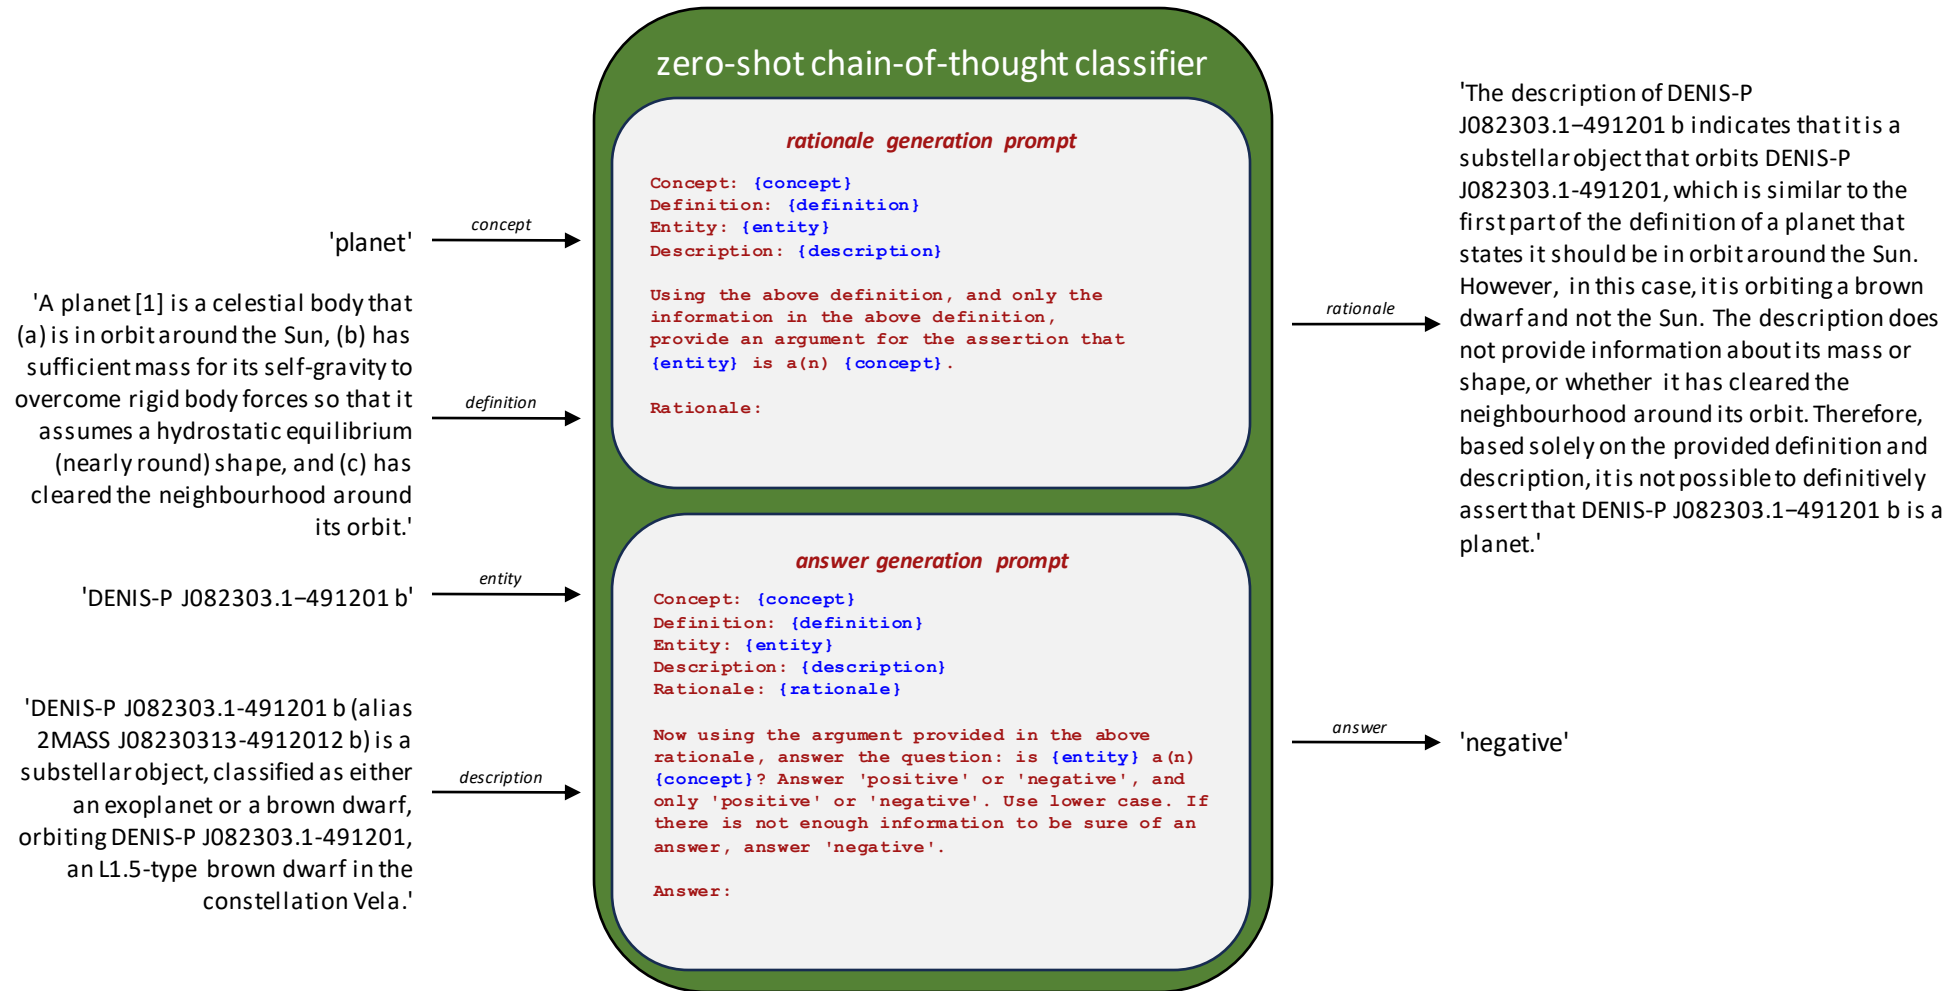 zero-shot chain-of-thought classifier
rationale generation prompt
Concept: {concept}
Definition: {definition}
Entity: {entity}
Description: {description}
Using the above definition, and only the
information in the above definition,
provide an argument for the assertion that
{entity} is a(n) {concept}.
Rationale:
answer generation prompt
Concept: {concept}
Definition: {definition}
Entity: {entity}
Description: {description}
Rationale: {rationale}
Now using the argument provided in the above
rationale, answer the question: is {entity} a(n)
{concept}? Answer 'positive' or 'negative', and
only 'positive' or 'negative'. Use lower case. If
there is not enough information to be sure of an
answer, answer 'negative'.
Answer:
'planet'
concept
'A planet [1] is a celestial body that
(a) is in orbit around the Sun, (b) has
sufficient mass for its self-gravity to
overcome rigid body forces so that it
assumes a hydrostatic equilibrium
(nearly round) shape, and (c) has
cleared the neighbourhood around
its orbit.'
definition
'DENIS-P J082303.1–491201 b'
entity
'DENIS-P J082303.1-491201 b (alias
2MASS J08230313-4912012 b) is a
substellar object, classified as either
an exoplanet or a brown dwarf,
orbiting DENIS-P J082303.1-491201,
an L1.5-type brown dwarf in the
constellation Vela.'
description
rationale
'The description of DENIS-P
J082303.1–491201 b indicates that it is a
substellar object that orbits DENIS-P
J082303.1-491201, which is similar to the
first part of the definition of a planet that
states it should be in orbit around the Sun.
However, in this case, it is orbiting a brown
dwarf and not the Sun. The description does
not provide information about its mass or
shape, or whether it has cleared the
neighbourhood around its orbit. Therefore,
based solely on the provided definition and
description, it is not possible to definitively
assert that DENIS-P J082303.1–491201 b is a
planet.'
answer
'negative'